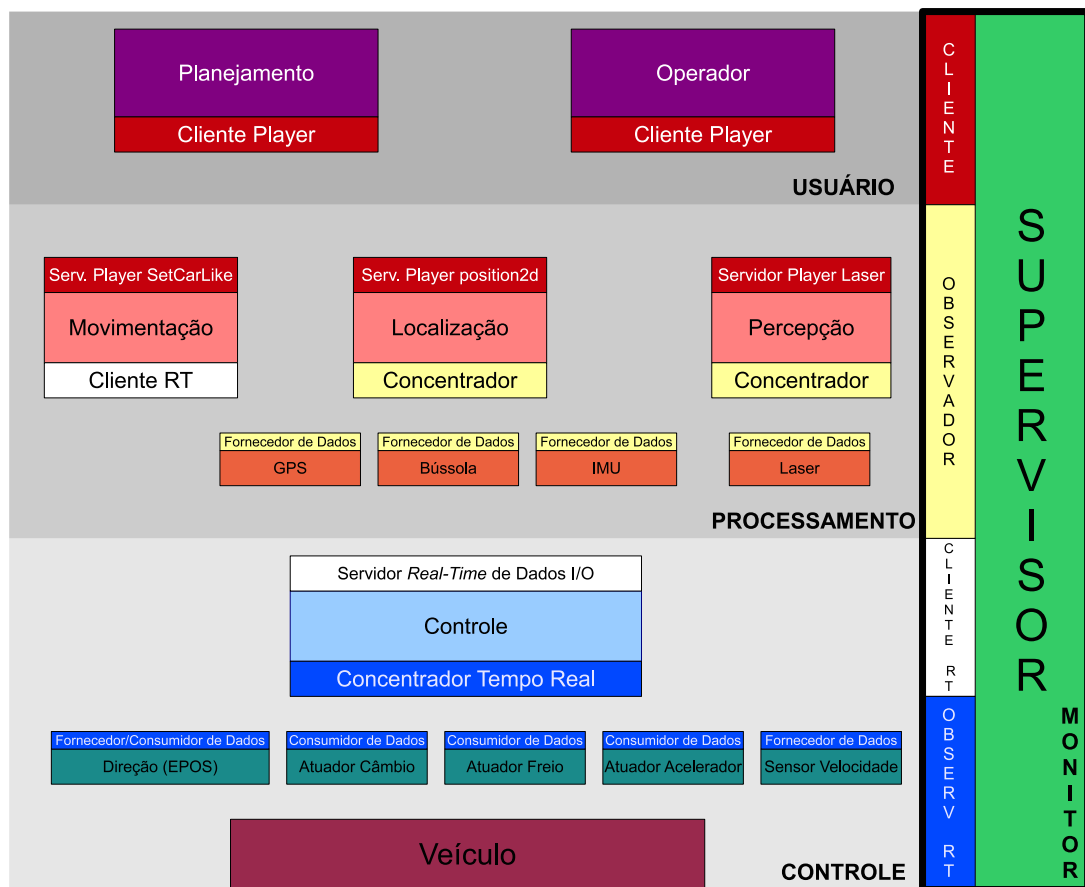 Planejamento
Cliente Player
Operador
Cliente Player
USUÁRIO
Serv. Player SetCarLike
Movimentação
Cliente RT
Serv. Player position2d
Localização
Concentrador
Servidor Player Laser
Percepção
Concentrador
Fornecedor de Dados
GPS
Fornecedor de Dados
Bússola
Fornecedor de Dados
IMU
Fornecedor de Dados
Laser
PROCESSAMENTO
Servidor Real-Time de Dados I/O
Controle
Concentrador Tempo Real
Fornecedor/Consumidor de Dados
Direção (EPOS)
Consumidor de Dados
Atuador Câmbio
Consumidor de Dados
Atuador Freio
Consumidor de Dados
Atuador Acelerador
Fornecedor de Dados
Sensor Velocidade
Veículo
CONTROLE
CLIENTE
OBSERVADOR
CLIENTE RT
OBSERV RT
SUPERVISOR
MONITOR